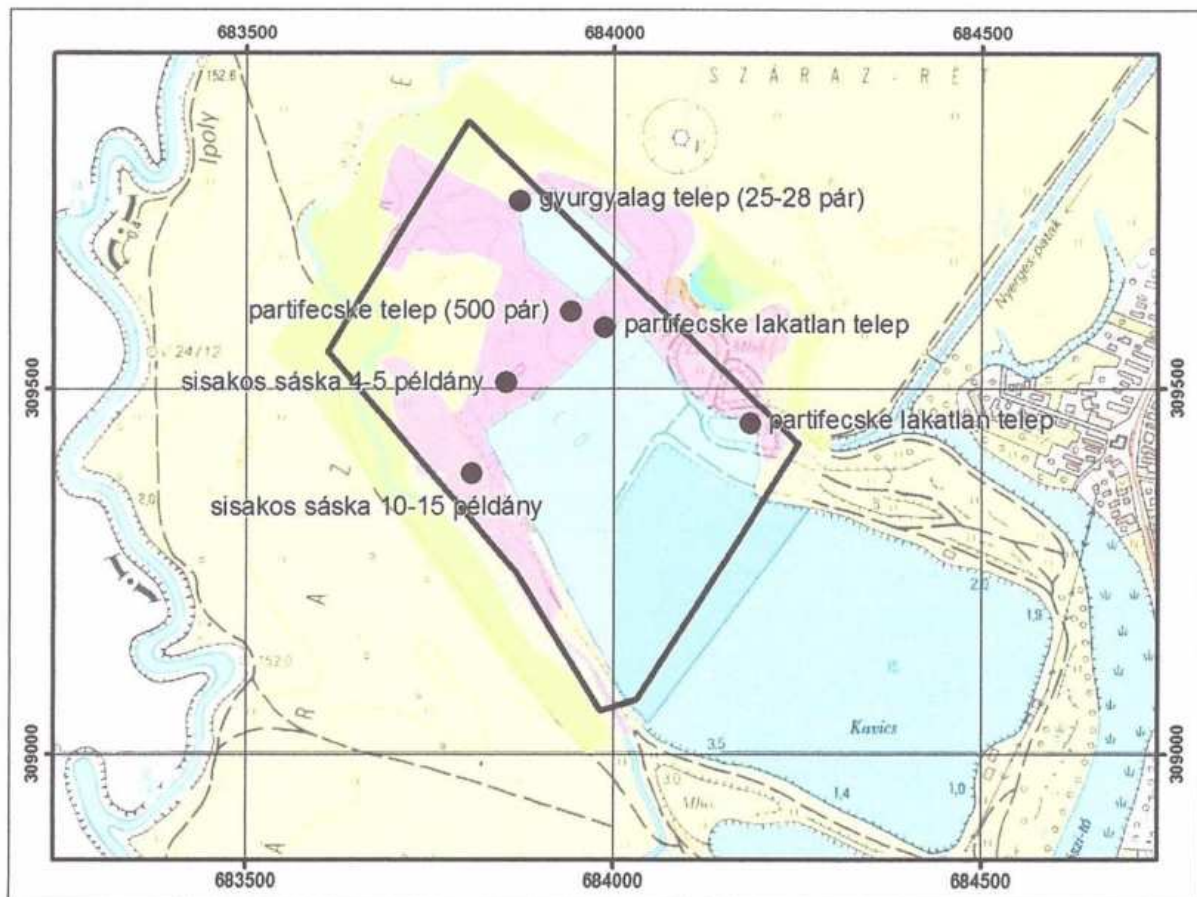 683500 684000 684500
152.6
SZÁRAZ-RÉT
É
Ipoly
gyurgyalag telep (25-28 pár)
Nyerges-patak
partifecske telep (500 pár)
partifecske lakatlan telep
24/12
sisakos sáska 4-5 példány
309500
309500
partifecske lakatlan telep
Z
sisakos sáska 10-15 példány
2,0
2,0
A
1,9
152.0
15
R
Kavics
309000
309000
3.5
3.0
1,4
1,0
A
683500 684000 684500